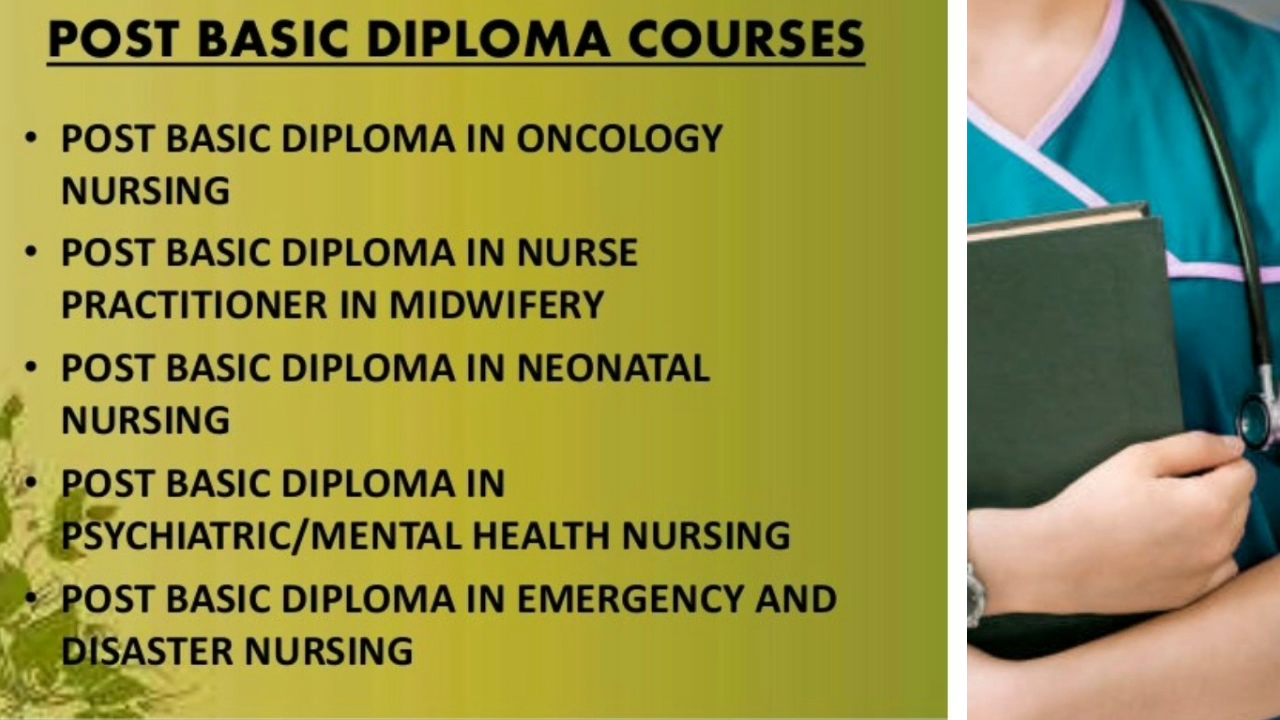 POST BASIC DIPLOMA COURSES
• POST BASIC DIPLOMA IN ONCOLOGY
NURSING
• POST BASIC DIPLOMA IN NURSE
PRACTITIONER IN MIDWIFERY
• POST BASIC DIPLOMA IN NEONATAL
NURSING
• POST BASIC DIPLOMA IN
PSYCHIATRIC/MENTAL HEALTH NURSING
• POST BASIC DIPLOMA IN EMERGENCY AND
DISASTER NURSING